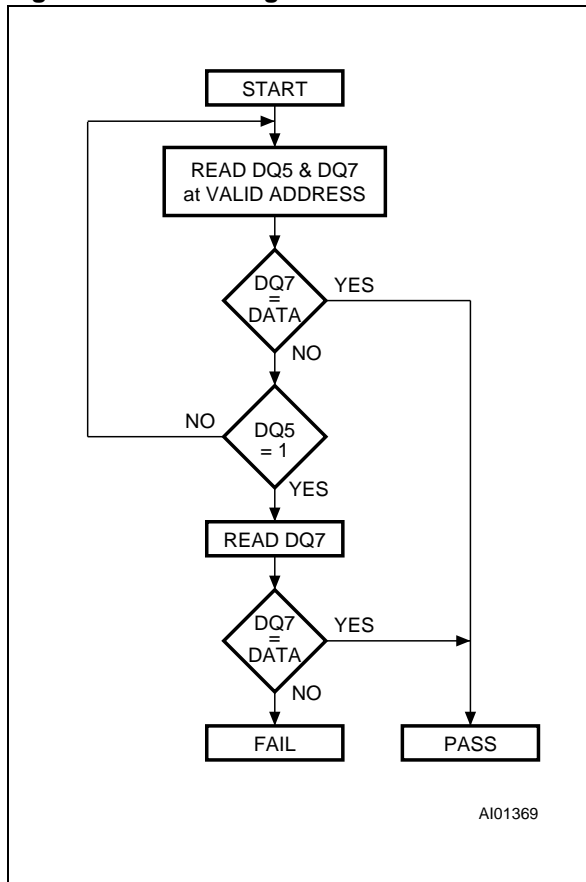 START
READ DQ5 & DQ7
at VALID ADDRESS
DQ7
=
DATA
YES
NO
DQ5
= 1
NO
YES
READ DQ7
DQ7
=
DATA
YES
NO
FAIL
PASS
AI01369